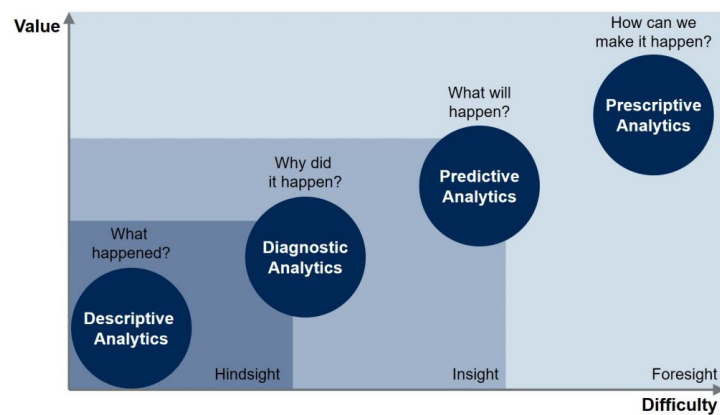 Value
How can we
make it happen?
Prescriptive
Analytics
What will
happen?
Predictive
Analytics
Why did
it happen?
Diagnostic
Analytics
What
happened?
Descriptive
Analytics
Hindsight
Insight
Foresight
Difficulty